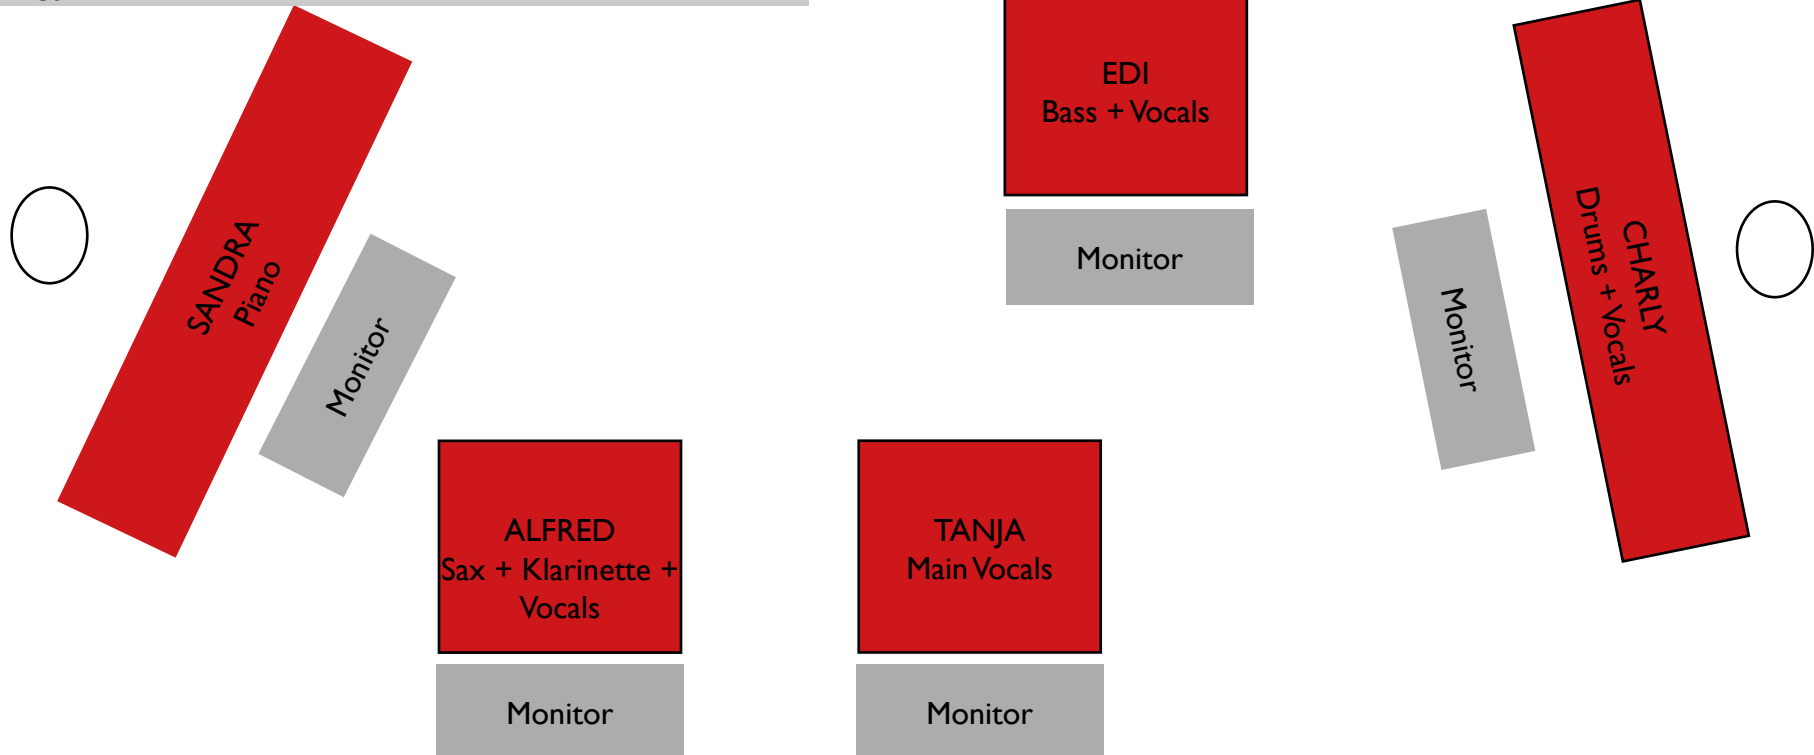 EDI
Bass + Vocals
Monitor
SANDRA
Piano
Monitor
CHARLY
Drums + Vocals
Monitor
ALFRED
Sax + Klarinette +
Vocals
Monitor
TANJA
Main Vocals
Monitor